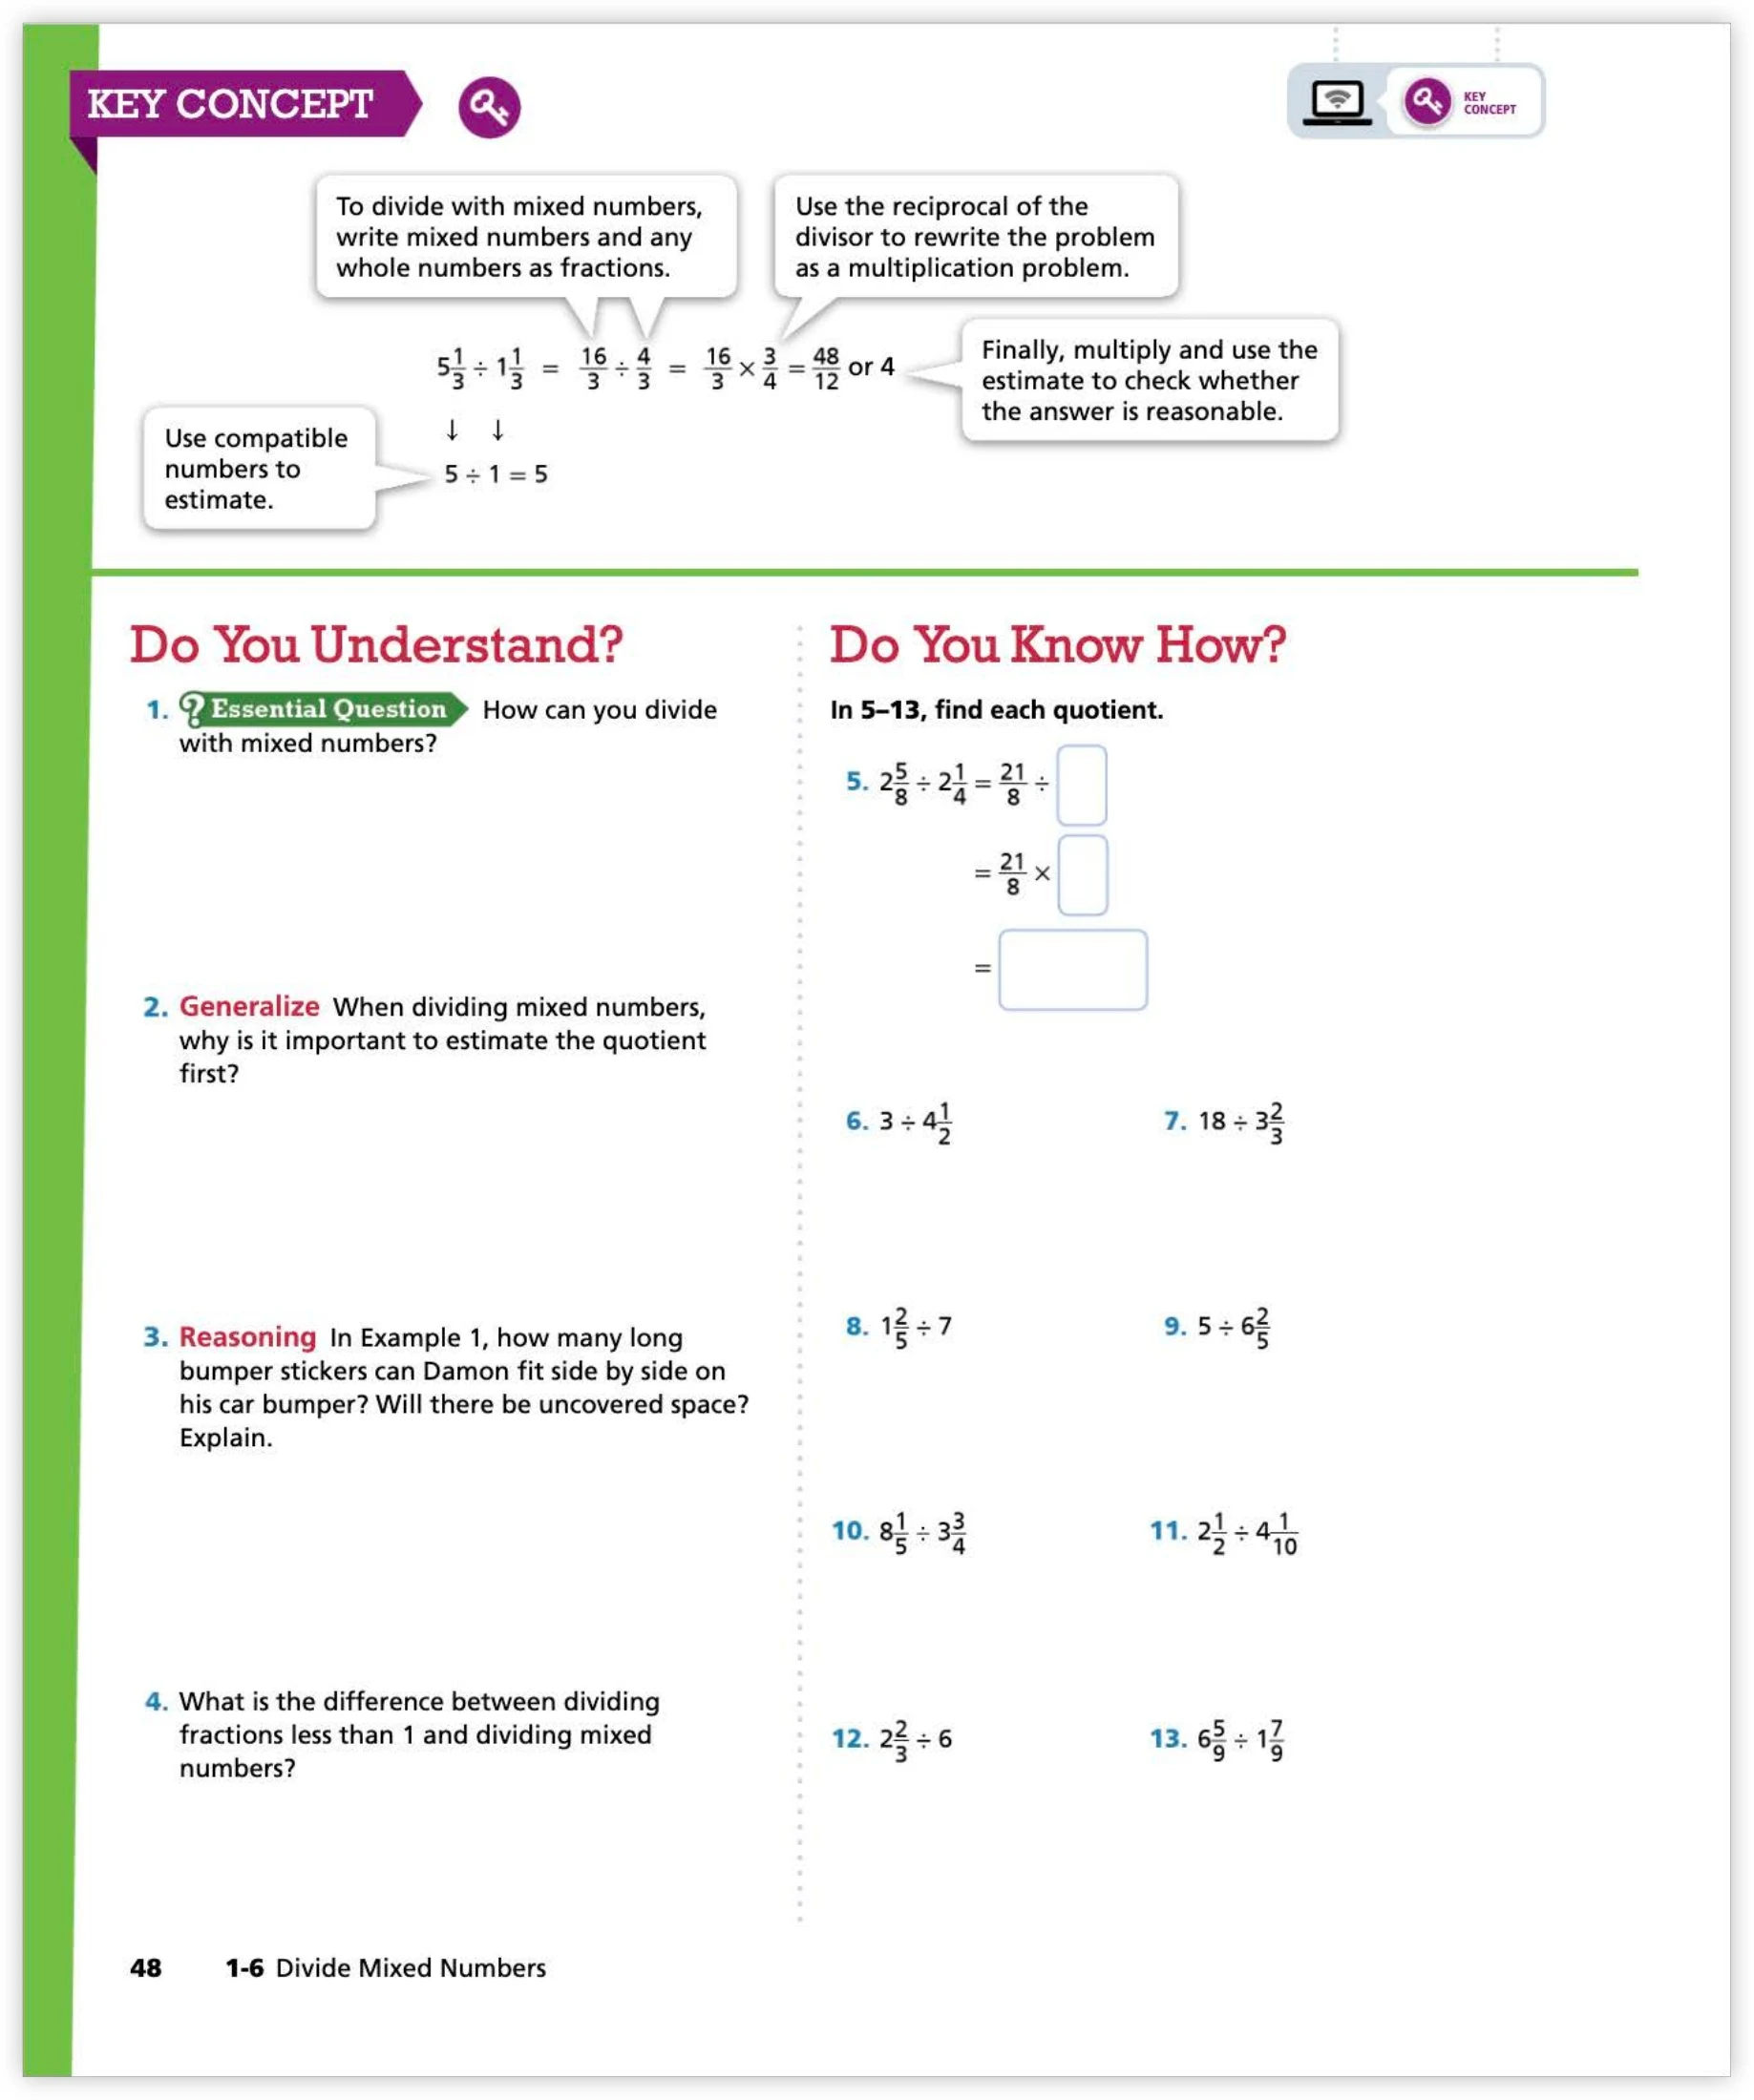 KEY CONCEPT
KEY
CONCEPT
To divide with mixed numbers,
write mixed numbers and any
whole numbers as fractions.
Use the reciprocal of the
divisor to rewrite the problem
as a multiplication problem.
5 1/3 ÷ 1 1/3 = 16/3 ÷ 4/3 = 16/3 × 3/4 = 48/12 or 4
Finally, multiply and use the
estimate to check whether
the answer is reasonable.
↓ ↓
Use compatible
numbers to
estimate.
5 ÷ 1 = 5
Do You Understand?
1. ? Essential Question How can you divide
with mixed numbers?
2. Generalize When dividing mixed numbers,
why is it important to estimate the quotient
first?
3. Reasoning In Example 1, how many long
bumper stickers can Damon fit side by side on
his car bumper? Will there be uncovered space?
Explain.
4. What is the difference between dividing
fractions less than 1 and dividing mixed
numbers?
Do You Know How?
In 5–13, find each quotient.
5. 2 5/8 ÷ 2 1/4 = 21/8 ÷
= 21/8 ×
=
6. 3 ÷ 4 1/2
7. 18 ÷ 3 2/3
8. 1 2/5 ÷ 7
9. 5 ÷ 6 2/5
10. 8 1/5 ÷ 3 3/4
11. 2 1/2 ÷ 4 1/10
12. 2 2/3 ÷ 6
13. 6 5/9 ÷ 1 7/9
48 1-6 Divide Mixed Numbers